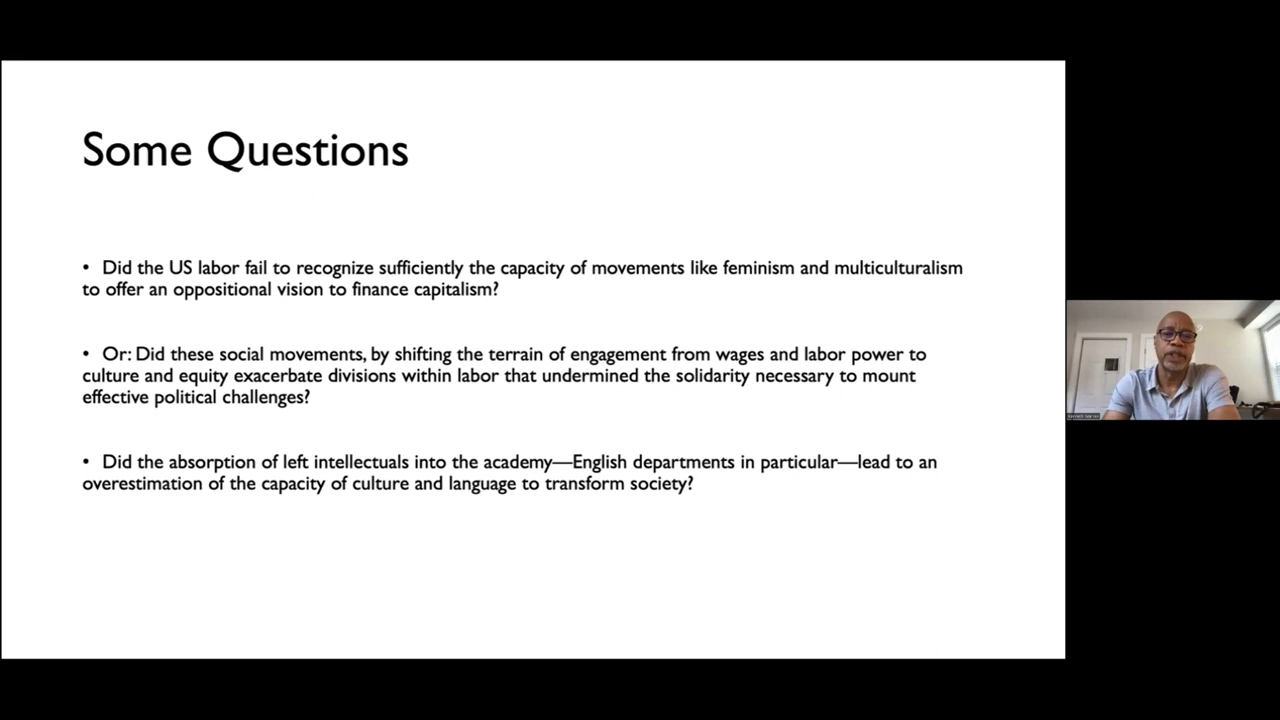 Some Questions
• Did the US labor fail to recognize sufficiently the capacity of movements like feminism and multiculturalism
to offer an oppositional vision to finance capitalism?
• Or: Did these social movements, by shifting the terrain of engagement from wages and labor power to
culture and equity exacerbate divisions within labor that undermined the solidarity necessary to mount
effective political challenges?
• Did the absorption of left intellectuals into the academy—English departments in particular—lead to an
overestimation of the capacity of culture and language to transform society?
Kenneth